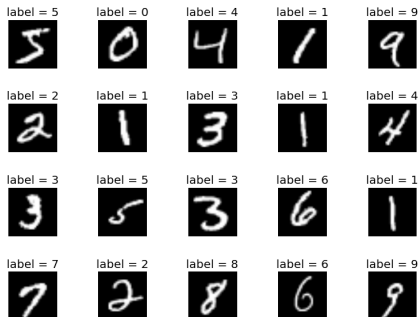 label = 5 label = 0 label = 4 label = 1 label = 9
5 0 4 1 9
label = 2 label = 1 label = 3 label = 1 label = 4
2 1 3 1 4
label = 3 label = 5 label = 3 label = 6 label = 1
3 5 3 6 1
label = 7 label = 2 label = 8 label = 6 label = 9
7 2 8 6 9